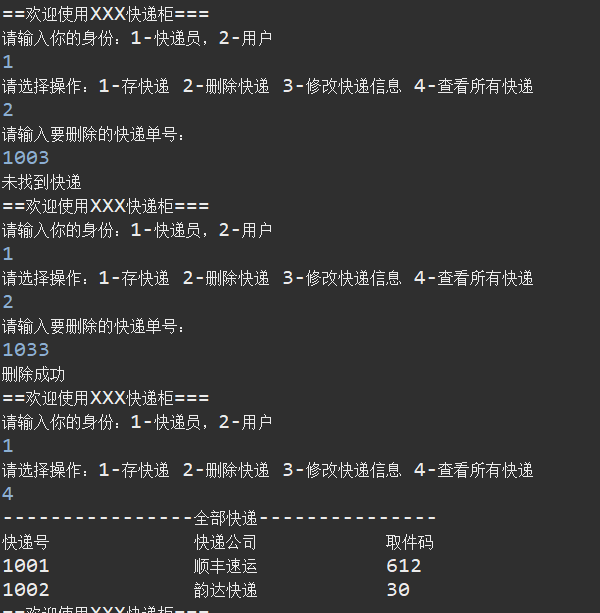 ==欢迎使用XXX快递柜===
请输入你的身份：1-快递员，2-用户
1
请选择操作：1-存快递 2-删除快递 3-修改快递信息 4-查看所有快递
2
请输入要删除的快递单号：
1003
未找到快递
==欢迎使用XXX快递柜===
请输入你的身份：1-快递员，2-用户
1
请选择操作：1-存快递 2-删除快递 3-修改快递信息 4-查看所有快递
2
请输入要删除的快递单号：
1033
删除成功
==欢迎使用XXX快递柜===
请输入你的身份：1-快递员，2-用户
1
请选择操作：1-存快递 2-删除快递 3-修改快递信息 4-查看所有快递
4
----------------全部快递---------------
快递号 快递公司 取件码
1001 顺丰速运 612
1002 韵达快递 30
==欢迎使用XXX快递柜===